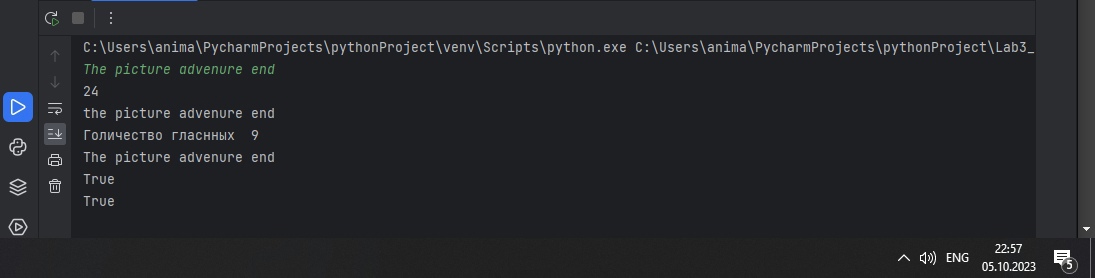 C:\Users\anima\PycharmProjects\pythonProject\venv\Scripts\python.exe C:\Users\anima\PycharmProjects\pythonProject\Lab3_
The picture advenure end
24
the picture advenure end
Голичество гласнных  9
The picture advenure end
True
True
ENG
22:57
05.10.2023
5